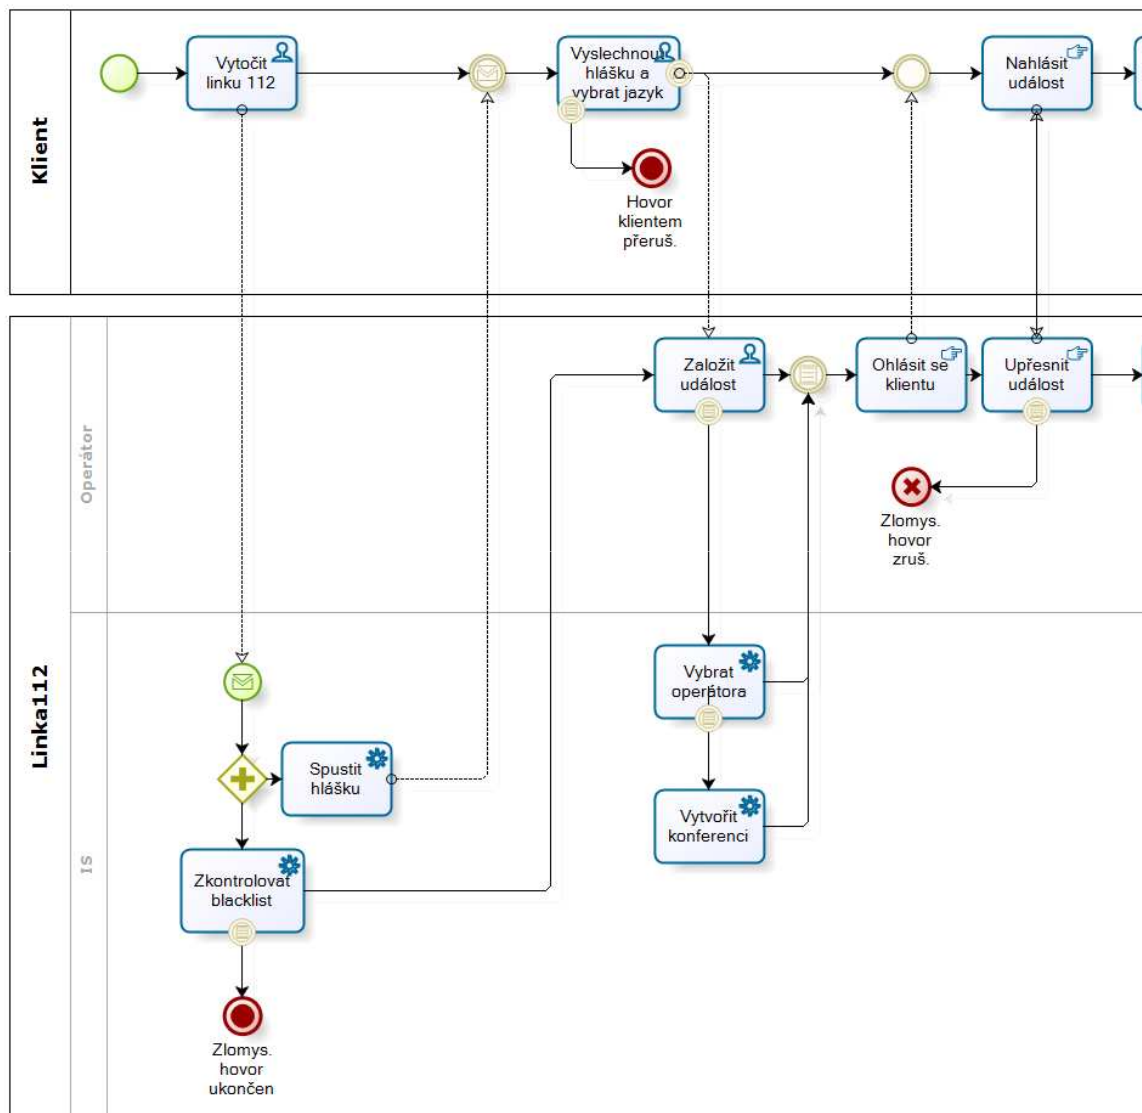 Klient
Vytočit
linku 112
Vyslechnout
hlášku a
vybrat jazyk
Nahlásit
událost
Hovor
klientem
přeruš.
Linka112
Operátor
Založit
událost
Ohlásit se
klientu
Upřesnit
událost
Zlomys.
hovor
zruš.
IS
Vybrat
operátora
Spustit
hlášku
Vytvořit
konferenci
Zkontrolovat
blacklist
Zlomys.
hovor
ukončen